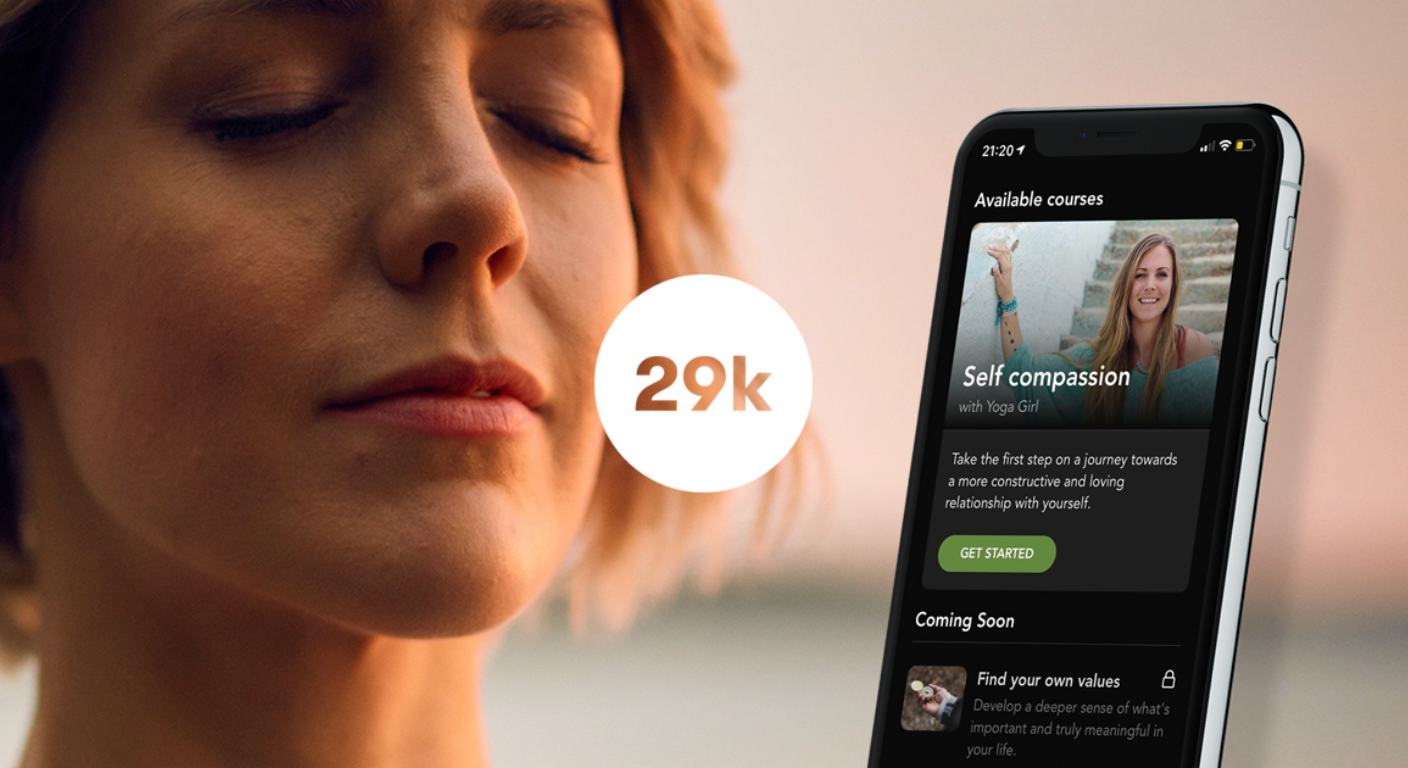 29k
21:20
Available courses
Self compassion
with Yoga Girl
Take the first step on a journey towards
a more constructive and loving
relationship with yourself.
GET STARTED
Coming Soon
Find your own values
Develop a deeper sense of what's
important and truly meaningful in
your life.